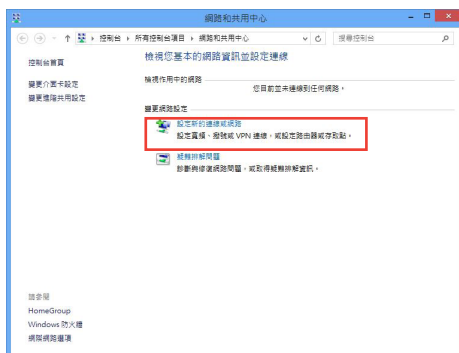 網路和共用中心
控制台 ▸ 所有控制台項目 ▸ 網路和共用中心
搜尋控制台
控制台首頁
變更介面卡設定
變更進階共用設定
檢視您基本的網路資訊並設定連線
檢視作用中的網路
您目前並未連線到任何網路。
變更網路設定
設定新的連線或網路
設定寬頻、撥號或 VPN 連線，或設定路由器或存取點。
疑難排解問題
診斷與修復網路問題，或取得疑難排解資訊。
請參閱
HomeGroup
Windows 防火牆
網際網路選項